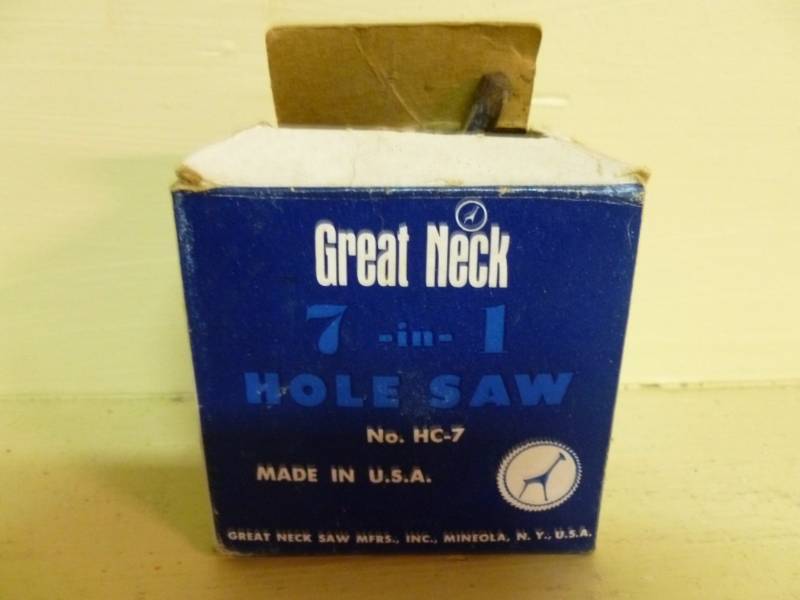 Great Neck
7 -in- 1
HOLE SAW
No. HC-7
MADE IN U.S.A.
GREAT NECK SAW MFRS., INC., MINEOLA, N. Y., U.S.A.